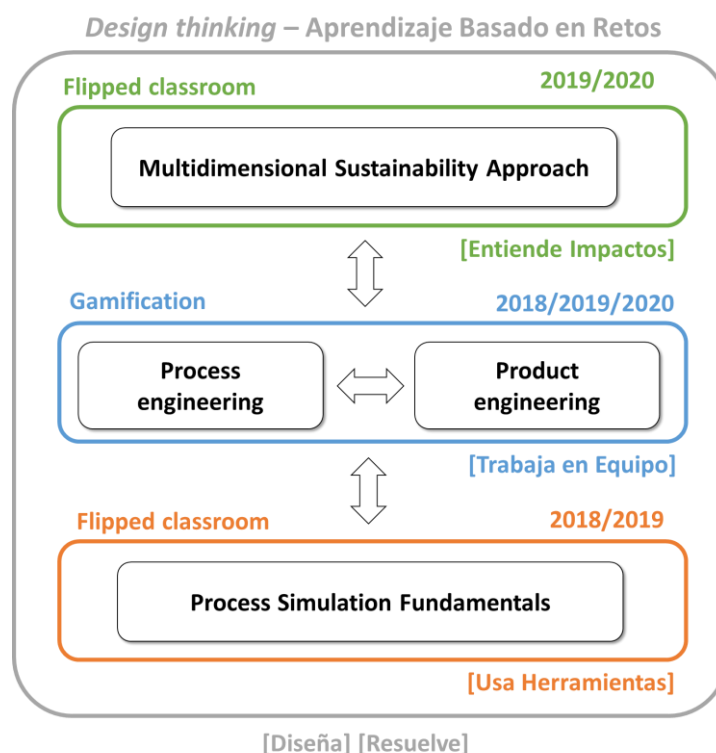 Design thinking – Aprendizaje Basado en Retos
Flipped classroom
2019/2020
Multidimensional Sustainability Approach
[Entiende Impactos]
Gamification
2018/2019/2020
Process
engineering
Product
engineering
[Trabaja en Equipo]
Flipped classroom
2018/2019
Process Simulation Fundamentals
[Usa Herramientas]
[Diseña] [Resuelve]